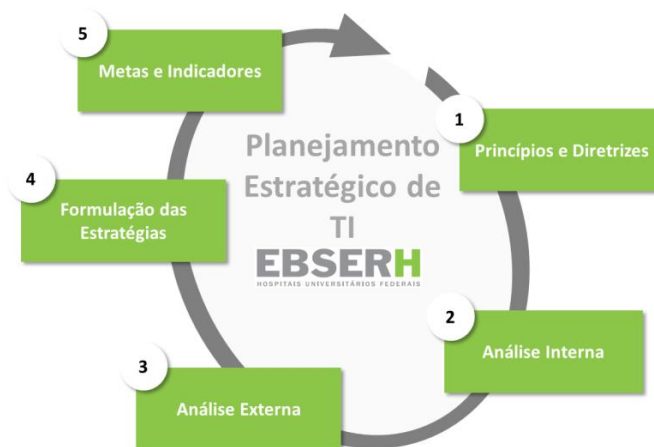 5
Metas e Indicadores
1
Princípios e Diretrizes
Planejamento
Estratégico de
TI
EBSERH
HOSPITAIS UNIVERSITÁRIOS FEDERAIS
4
Formulação das
Estratégias
2
Análise Interna
3
Análise Externa